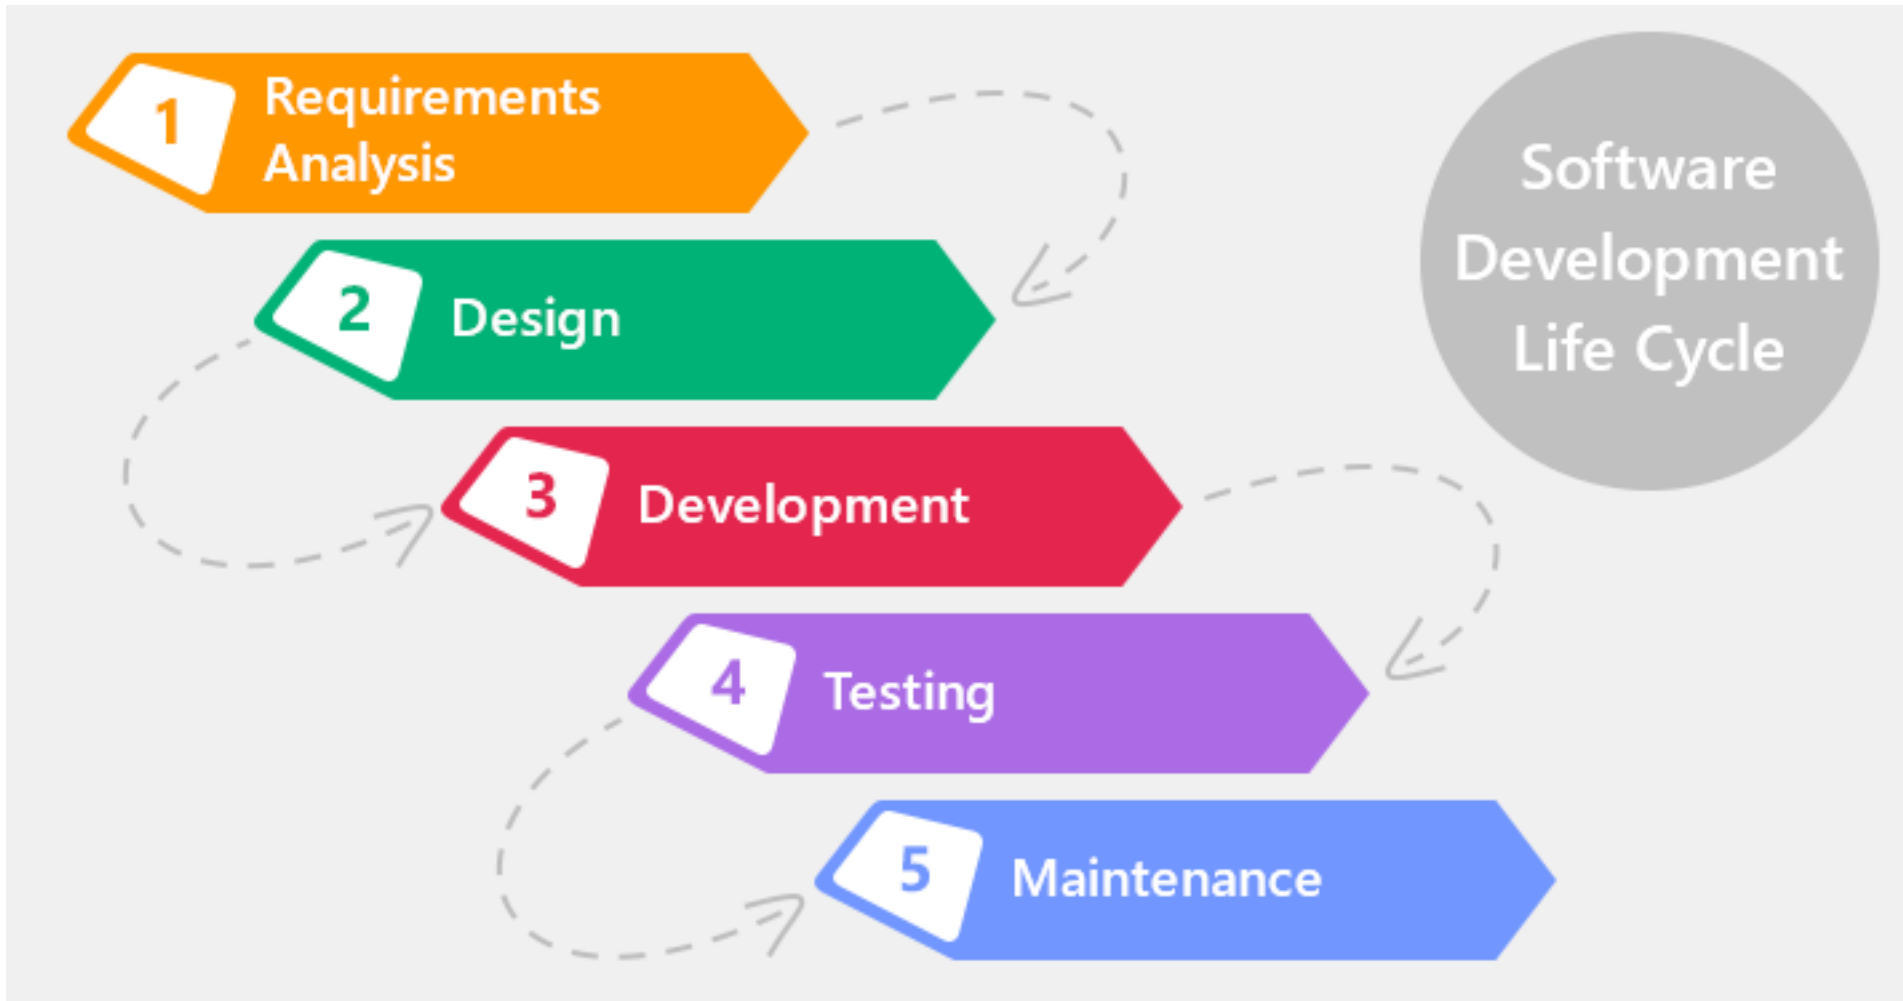 1
Requirements
Analysis
2
Design
3
Development
4
Testing
5
Maintenance
Software
Development
Life Cycle